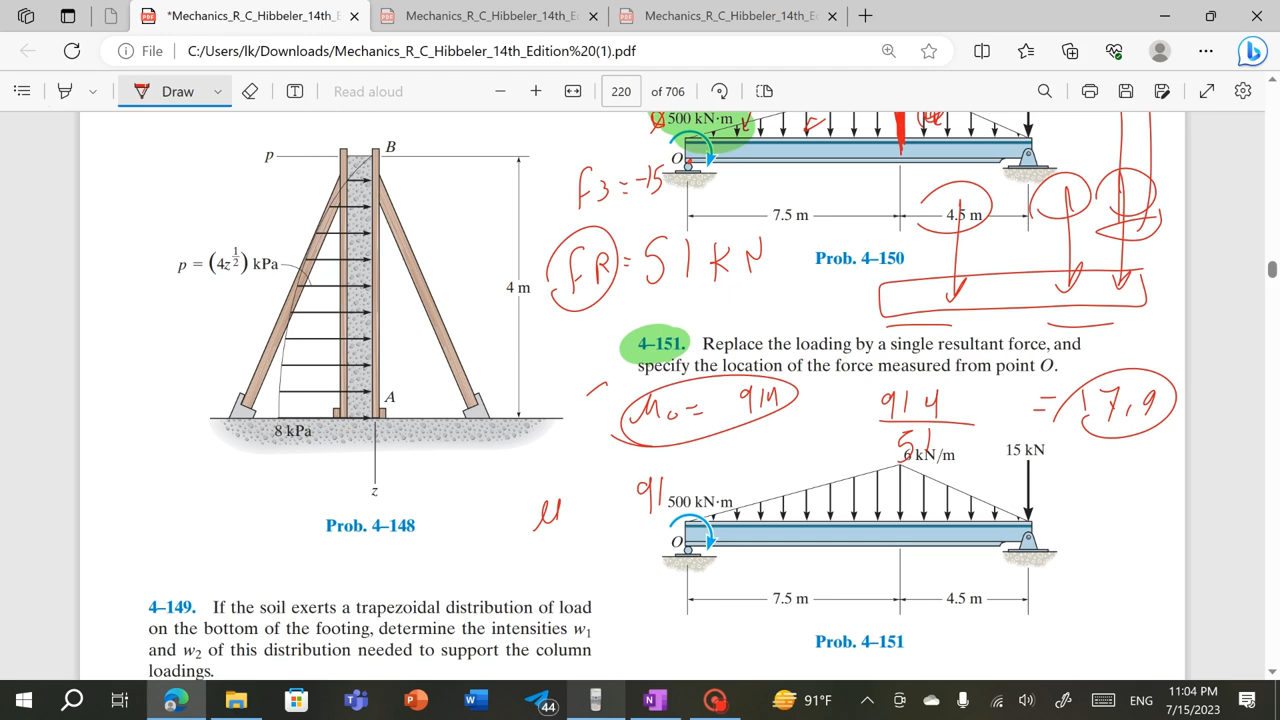 *Mechanics_R_C_Hibbeler_14th_E
Mechanics_R_C_Hibbeler_14th_Ed
Mechanics_R_C_Hibbeler_14th_Ed
File
C:/Users/lk/Downloads/Mechanics_R_C_Hibbeler_14th_Edition%20(1).pdf
Draw
Read aloud
220 of 706
500 kN·m
O
7.5 m
4.5 m
Prob. 4–150
F3 = -15
FR = 51 KN
p
B
p = (4z^{1/2}) kPa
4 m
A
8 kPa
z
Prob. 4–148
4–149. If the soil exerts a trapezoidal distribution of load
on the bottom of the footing, determine the intensities w1
and w2 of this distribution needed to support the column
loadings.
4–151. Replace the loading by a single resultant force, and
specify the location of the force measured from point O.
Mo = 914
914
51
= 17,9
6 kN/m
15 kN
91
500 kN·m
O
7.5 m
4.5 m
Prob. 4–151
44
91°F
ENG
11:04 PM
7/15/2023